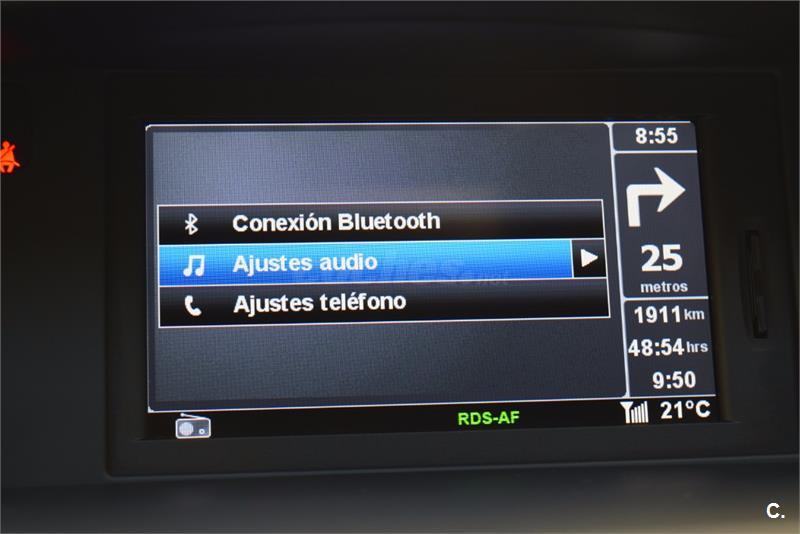 8:55
Conexión Bluetooth
Ajustes audio
Ajustes teléfono
25
metros
1911 km
48:54 hrs
9:50
RDS-AF
21°C
C.